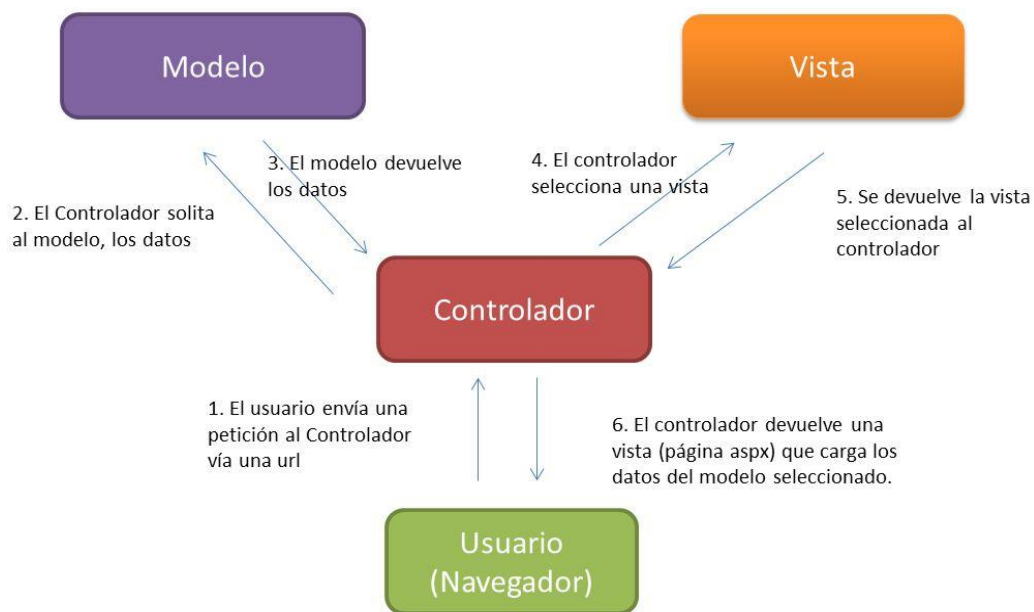 Modelo
Vista
3. El modelo devuelve
los datos
4. El controlador
selecciona una vista
2. El Controlador solita
al modelo, los datos
5. Se devuelve la vista
seleccionada al
controlador
Controlador
1. El usuario envía una
petición al Controlador
vía una url
6. El controlador devuelve una
vista (página aspx) que carga los
datos del modelo seleccionado.
Usuario
(Navegador)